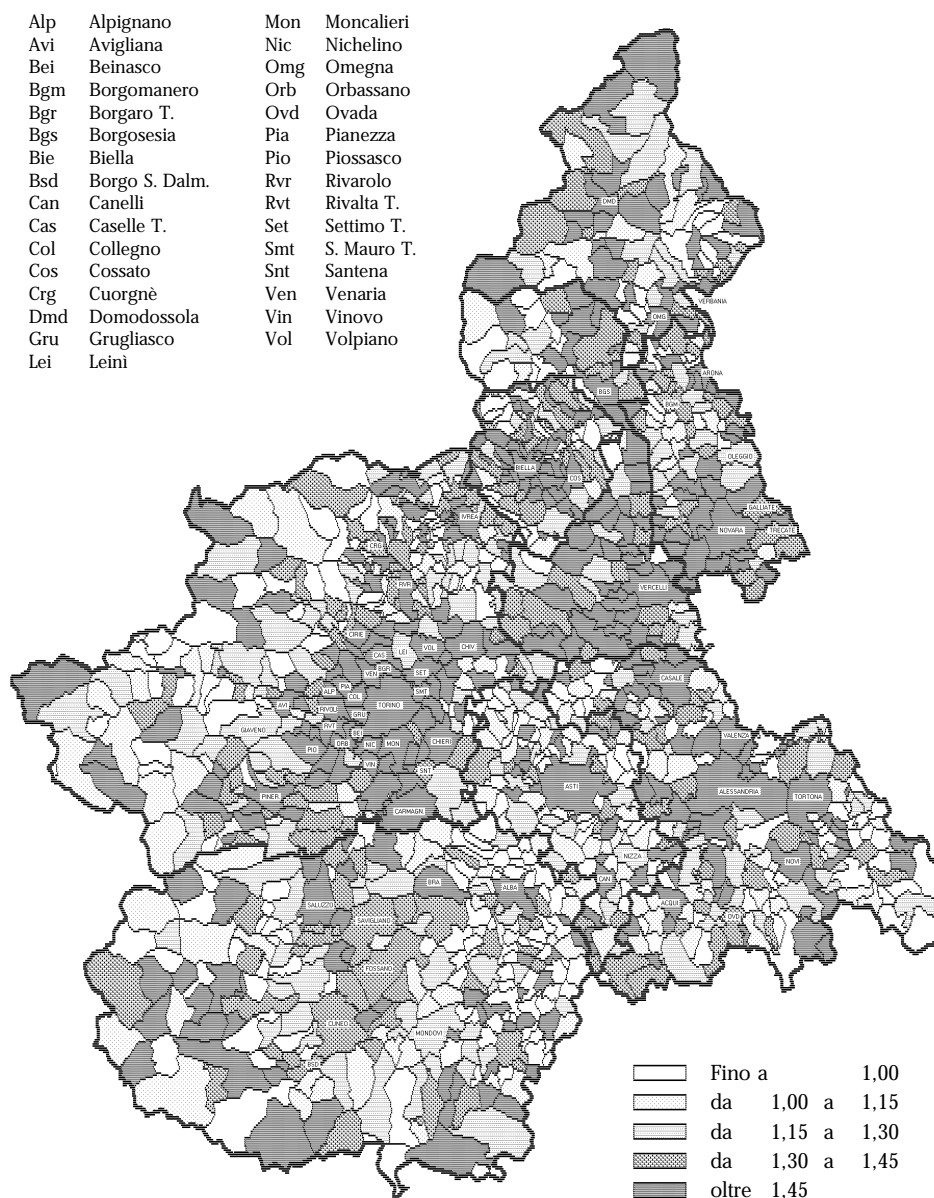 Alp Alpignano
Avi Avigliana
Bei Beinasco
Bgm Borgomanero
Bgr Borgaro T.
Bgs Borgosesia
Bie Biella
Bsd Borgo S. Dalm.
Can Canelli
Cas Caselle T.
Col Collegno
Cos Cossato
Crg Cuorgnè
Dmd Domodossola
Gru Grugliasco
Lei Leinì
Mon Moncalieri
Nic Nichelino
Omg Omegna
Orb Orbassano
Ovd Ovada
Pia Pianezza
Pio Piossasco
Rvr Rivarolo
Rvt Rivalta T.
Set Settimo T.
Smt S. Mauro T.
Snt Santena
Ven Venaria
Vin Vinovo
Vol Volpiano
DMD
VERBANIA
OMG
ARONA
BGS
BGM
OLEGGIO
BIELLA
COS
GALLIATE
IVREA
NOVARA
TRECATE
CRG
RVR
VERCELLI
CIRIE
CAS
LEI
VOL
CHIV
BGR
VEN
SET
CASALE
ALP
PIA
COL
SMT
AVI
RIVOLI
TORINO
GRU
GIAVENO
RVT
BEI
VALENZA
PIO
ORB
NIC
MON
CHIERI
VIN
SNT
ASTI
ALESSANDRIA
TORTONA
PINER.
CARMAGN.
NIZZA
NOVI
BRA
ALBA
CAN
SALUZZO
ACQUI
SAVIGLIANO
OVD
FOSSANO
CUNEO
MONDOVI
BSD
Fino a 1,00
da 1,00 a 1,15
da 1,15 a 1,30
da 1,30 a 1,45
oltre 1,45